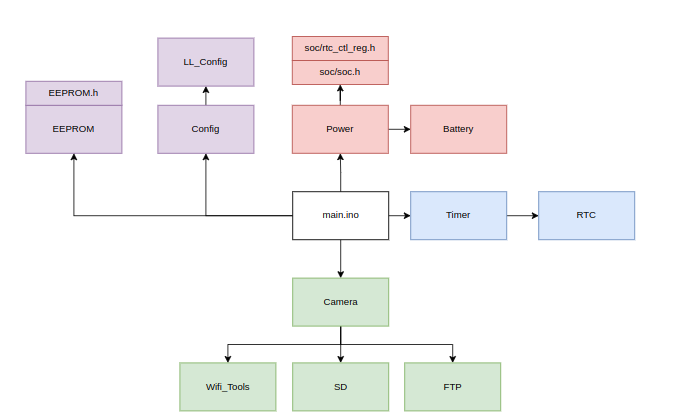 soc/rtc_ctl_reg.h
LL_Config
soc/soc.h
EEPROM.h
EEPROM
Config
Power
Battery
main.ino
Timer
RTC
Camera
Wifi_Tools
SD
FTP